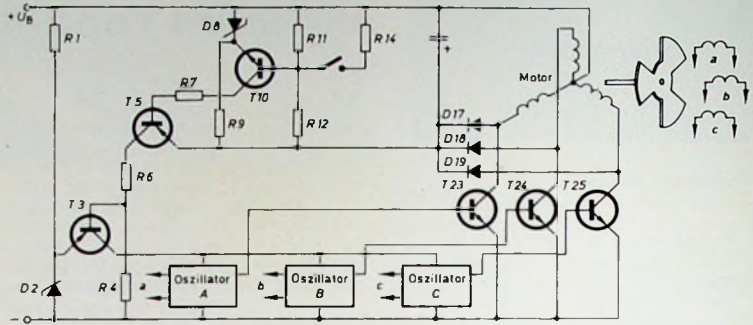 + U_B
R1
D8
R11
R14
R7
T10
T5
R9
R12
R6
T3
D2
R4
Motor
D17
D18
D19
T23
T24
T25
a
b
c
a
Oszillator A
b
Oszillator B
c
Oszillator C
+
−